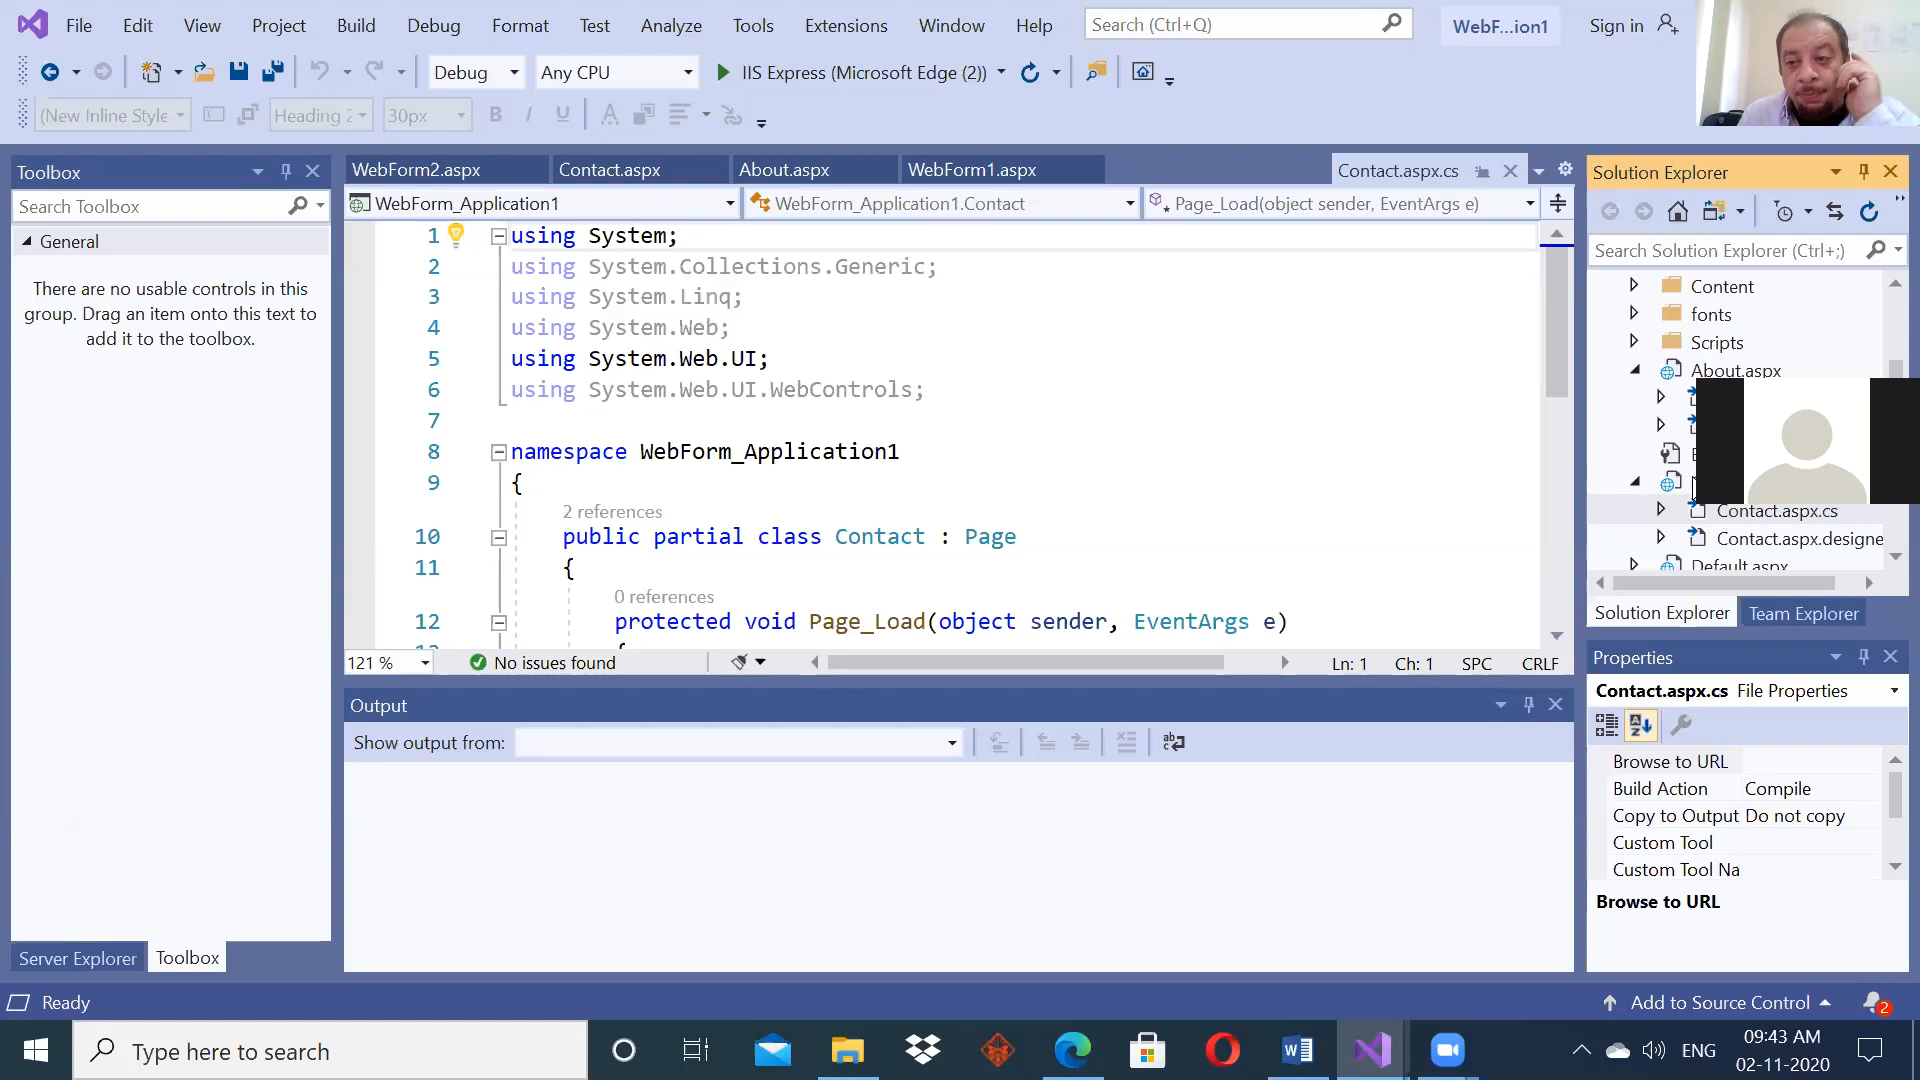 File Edit View Project Build Debug Format Test Analyze Tools Extensions Window Help Search (Ctrl+Q) WebF...ion1 Sign in
Debug Any CPU IIS Express (Microsoft Edge (2))
(New Inline Style Heading 2 30px B I U A
Toolbox
Search Toolbox
General
There are no usable controls in this
group. Drag an item onto this text to
add it to the toolbox.
Server Explorer Toolbox
WebForm2.aspx Contact.aspx About.aspx WebForm1.aspx Contact.aspx.cs
WebForm_Application1 WebForm_Application1.Contact Page_Load(object sender, EventArgs e)
1 using System;
2 using System.Collections.Generic;
3 using System.Linq;
4 using System.Web;
5 using System.Web.UI;
6 using System.Web.UI.WebControls;
7
8 namespace WebForm_Application1
9 {
2 references
10 public partial class Contact : Page
11 {
0 references
12 protected void Page_Load(object sender, EventArgs e)
121 % No issues found Ln: 1 Ch: 1 SPC CRLF
Output
Show output from:
Solution Explorer
Search Solution Explorer (Ctrl+;)
Content
fonts
Scripts
About.aspx
Contact.aspx.cs
Contact.aspx.designe
Default.aspx
Solution Explorer Team Explorer
Properties
Contact.aspx.cs File Properties
Browse to URL
Build Action Compile
Copy to Output Do not copy
Custom Tool
Custom Tool Na
Browse to URL
Ready Add to Source Control 2
Type here to search ENG 09:43 AM
02-11-2020